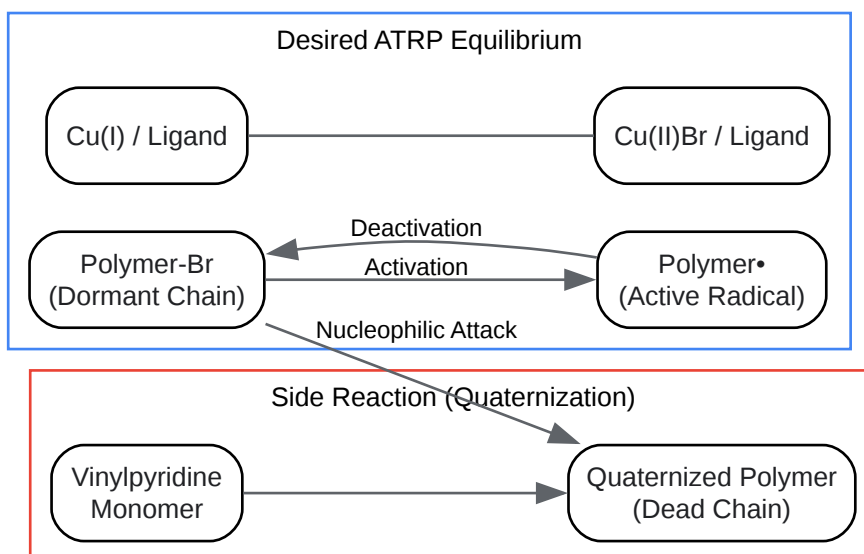 Desired ATRP Equilibrium
Cu(I) / Ligand
Cu(II)Br / Ligand
Deactivation
Polymer-Br
(Dormant Chain)
Activation
Polymer•
(Active Radical)
Nucleophilic Attack
Side Reaction (Quaternization)
Vinylpyridine
Monomer
Quaternized Polymer
(Dead Chain)